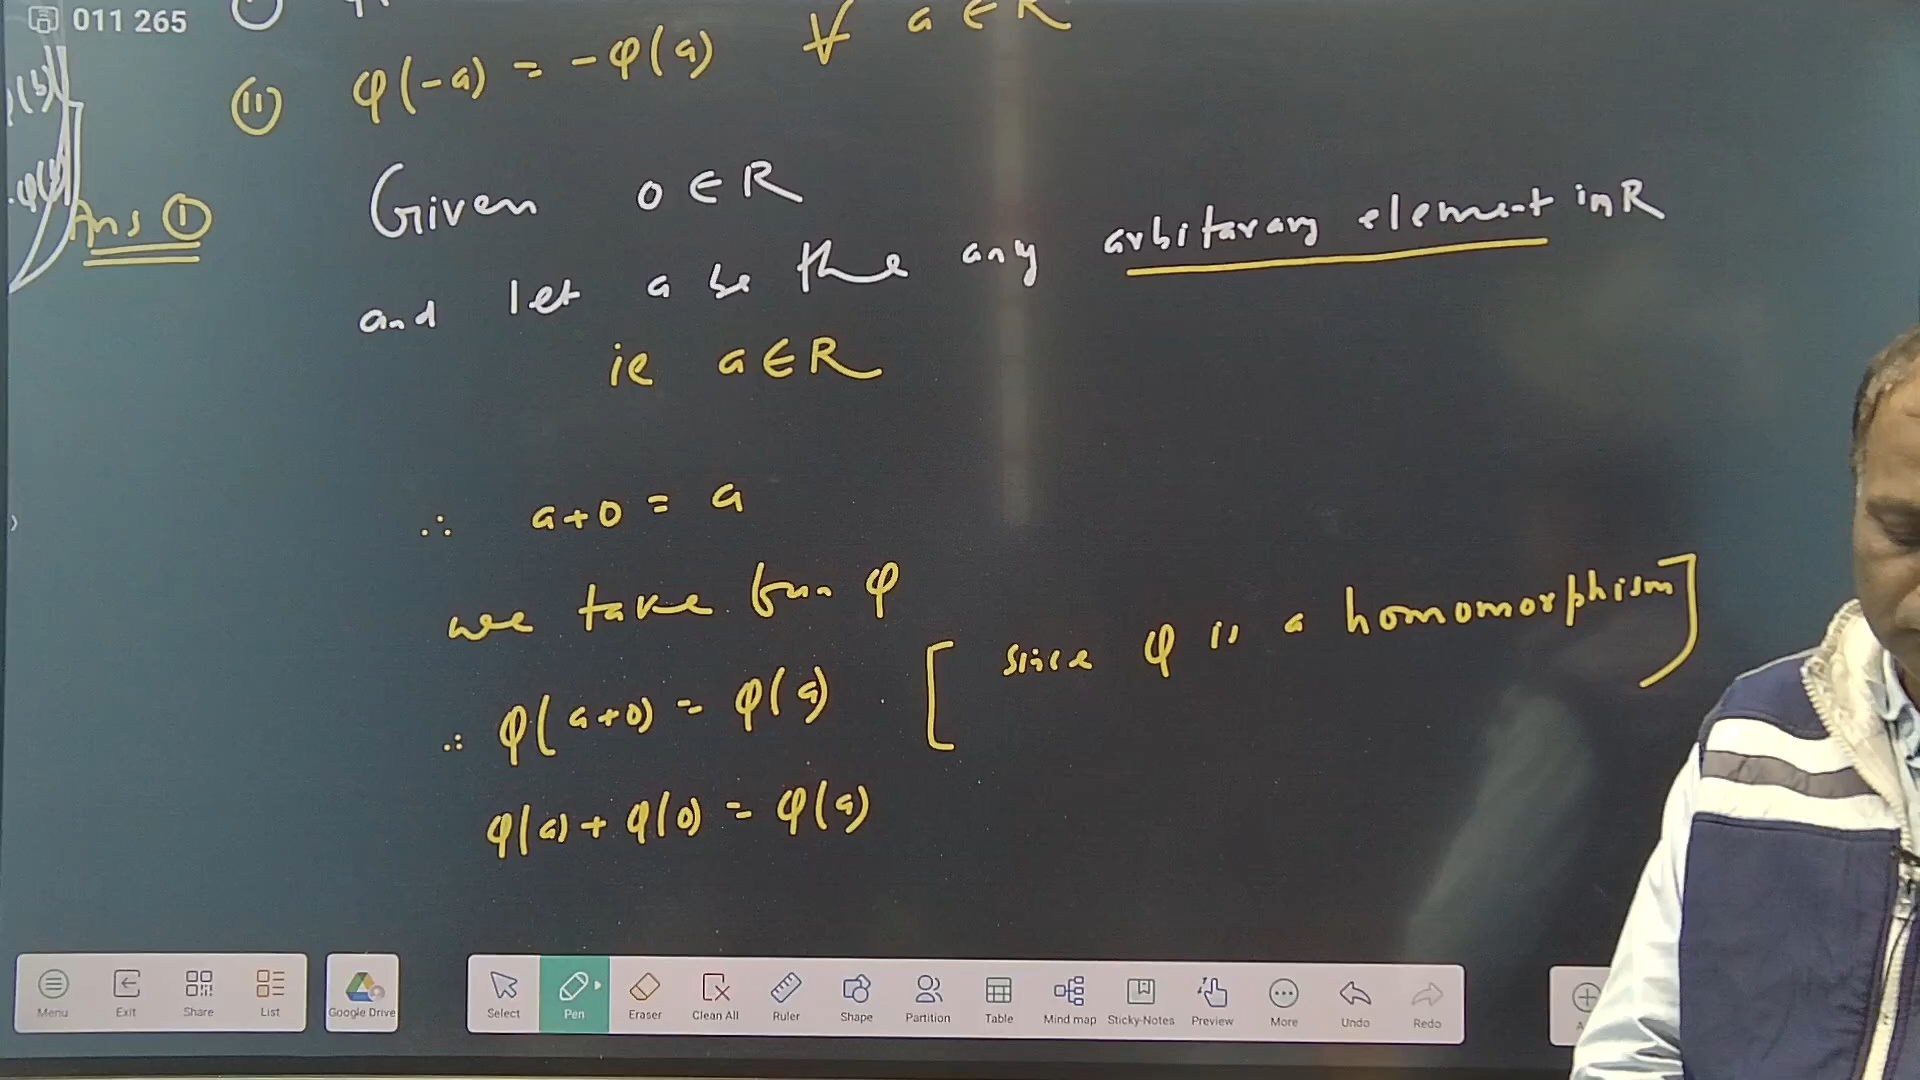 011 265
(ii) φ(-a) = -φ(a) ∀ a ∈ R
Ans (1)
Given 0 ∈ R
and let a be the any arbitarary element in R
ie a ∈ R
∴ a+0 = a
we take fun φ
∴ φ(a+0) = φ(a) [ since φ is a homomorphism ]
φ(a) + φ(0) = φ(a)
Menu Exit Share List Google Drive Select Pen Eraser Clean All Ruler Shape Partition Table Mind map Sticky-Notes Preview More Undo Redo